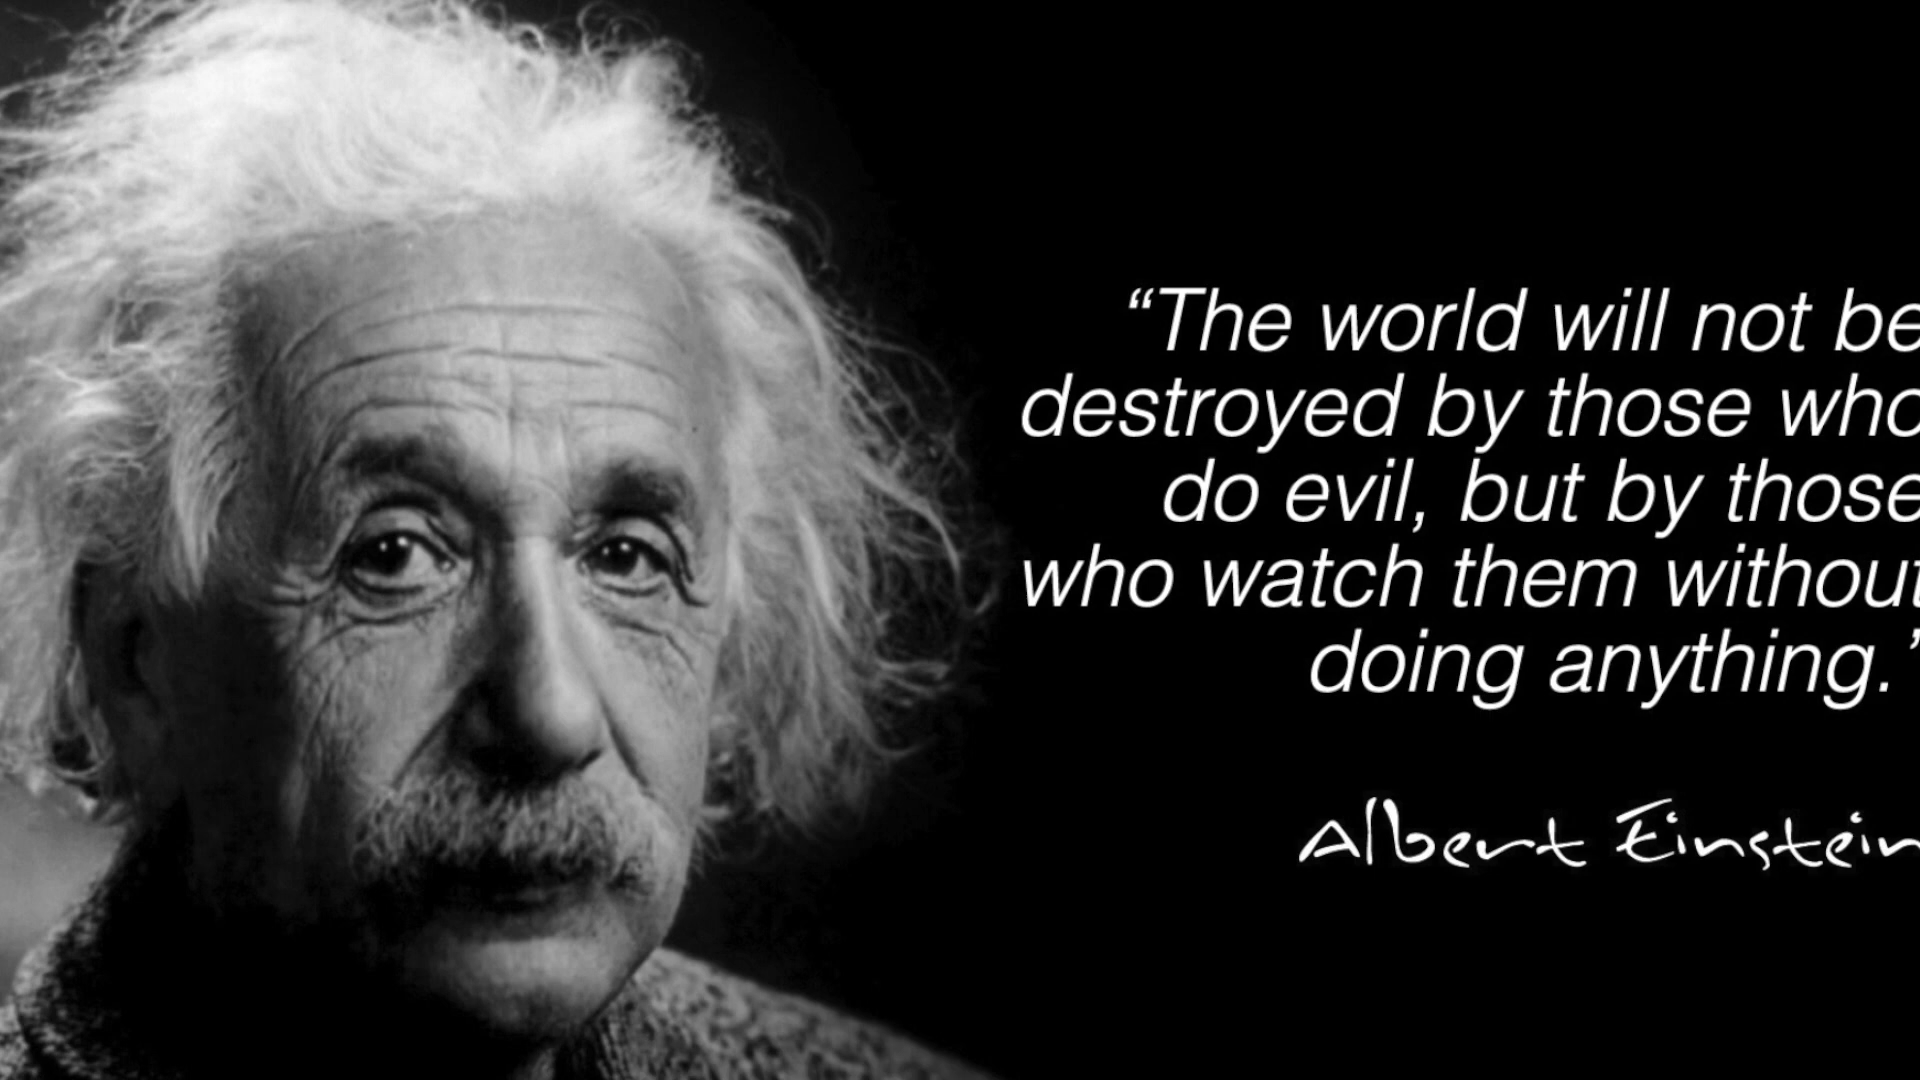 “The world will not be
destroyed by those who
do evil, but by those
who watch them without
doing anything.”
Albert Einstein